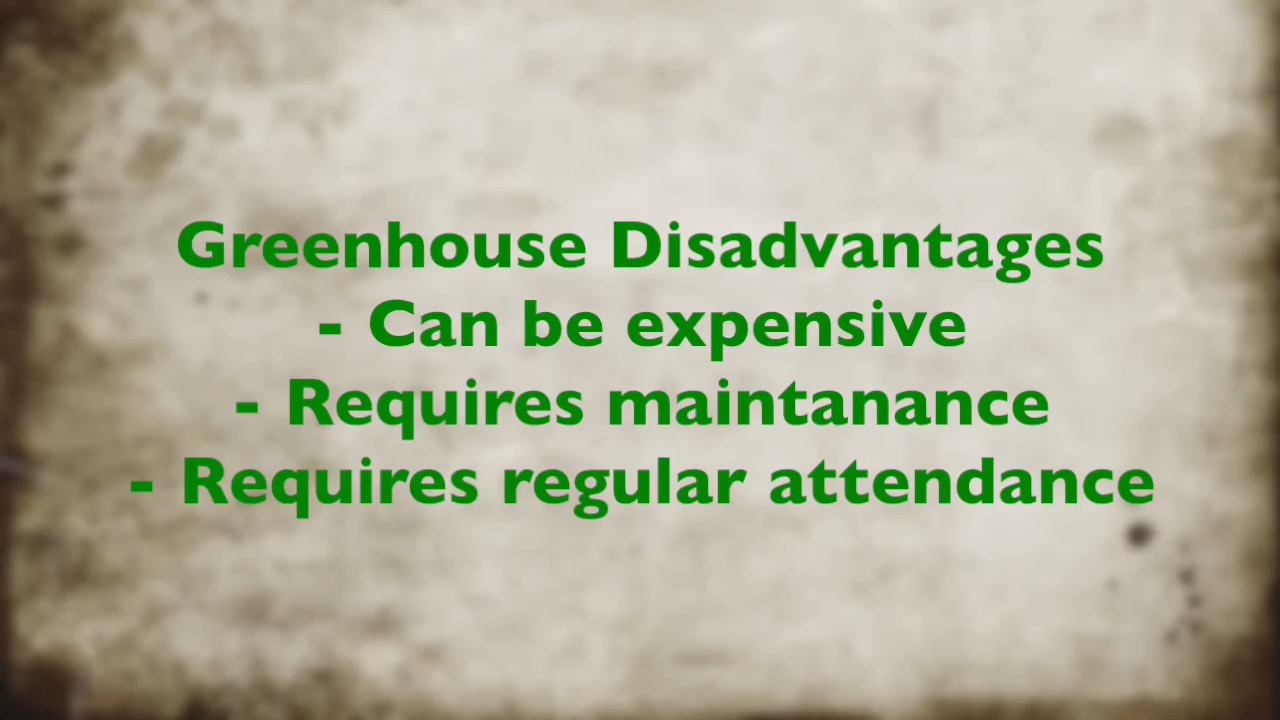 Greenhouse Disadvantages
- Can be expensive
- Requires maintanance
- Requires regular attendance